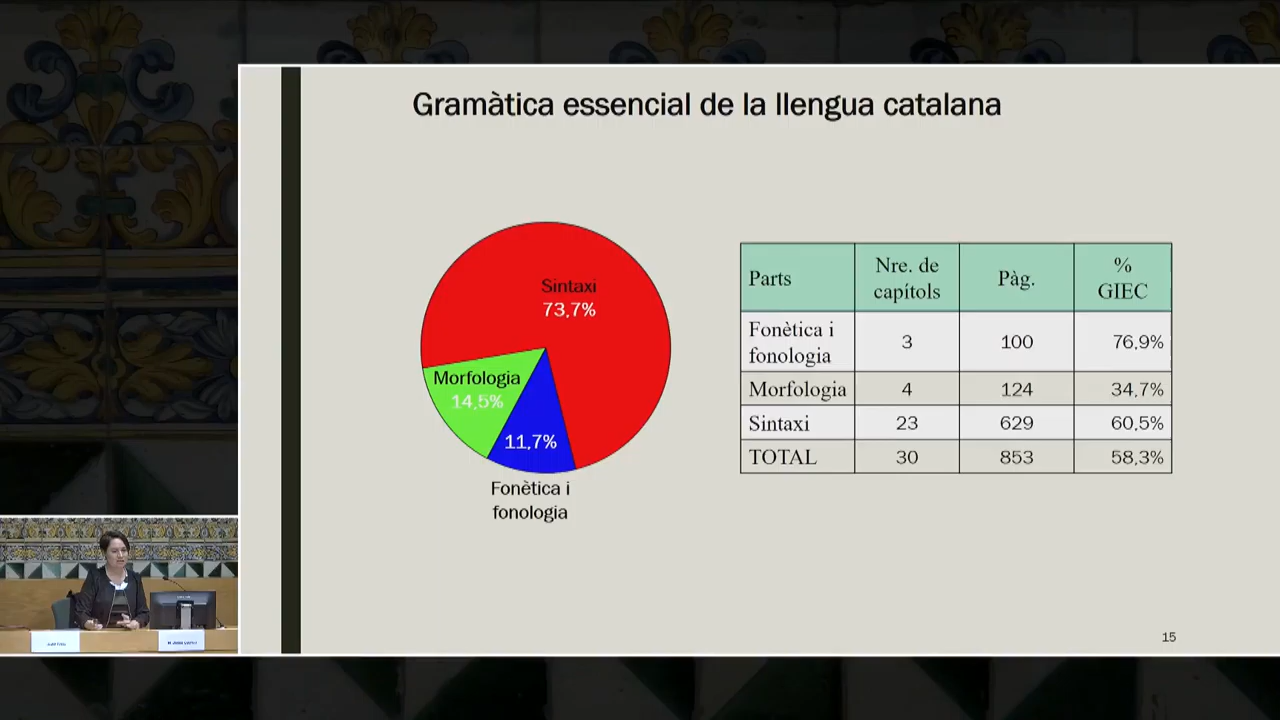 Gramàtica essencial de la llengua catalana
Sintaxi
73,7%
Morfologia
14,5%
11,7%
Fonètica i
fonologia
Parts
Nre. de
capítols
Pàg.
%
GIEC
Fonètica i
fonologia
3
100
76,9%
Morfologia
4
124
34,7%
Sintaxi
23
629
60,5%
TOTAL
30
853
58,3%
15